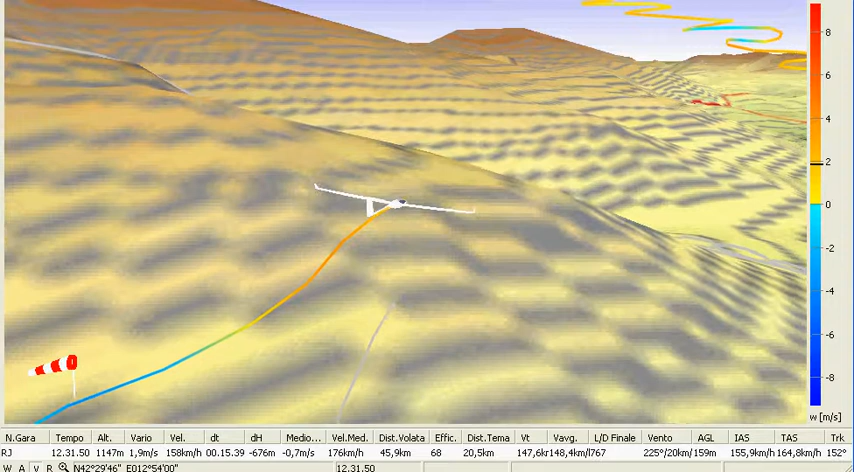 8
6
4
2
0
-2
-4
-6
-8
w [m/s]
N.Gara Tempo Alt. Vario Vel. dt dH Medio... Vel.Med. Dist.Volata Effic. Dist.Tema Vt Vavg. L/D Finale Vento AGL IAS TAS Trk
RJ 12.31.50 1147m 1,9m/s 158km/h 00.15.39 -676m -0,7m/s 176km/h 45,9km 68 20,5km 147,6k 148,4km/l 767 225°/20km/ 159m 155,9km/h 164,8km/h 152°
W A V R N42°29'46" E012°54'00" 12.31.50